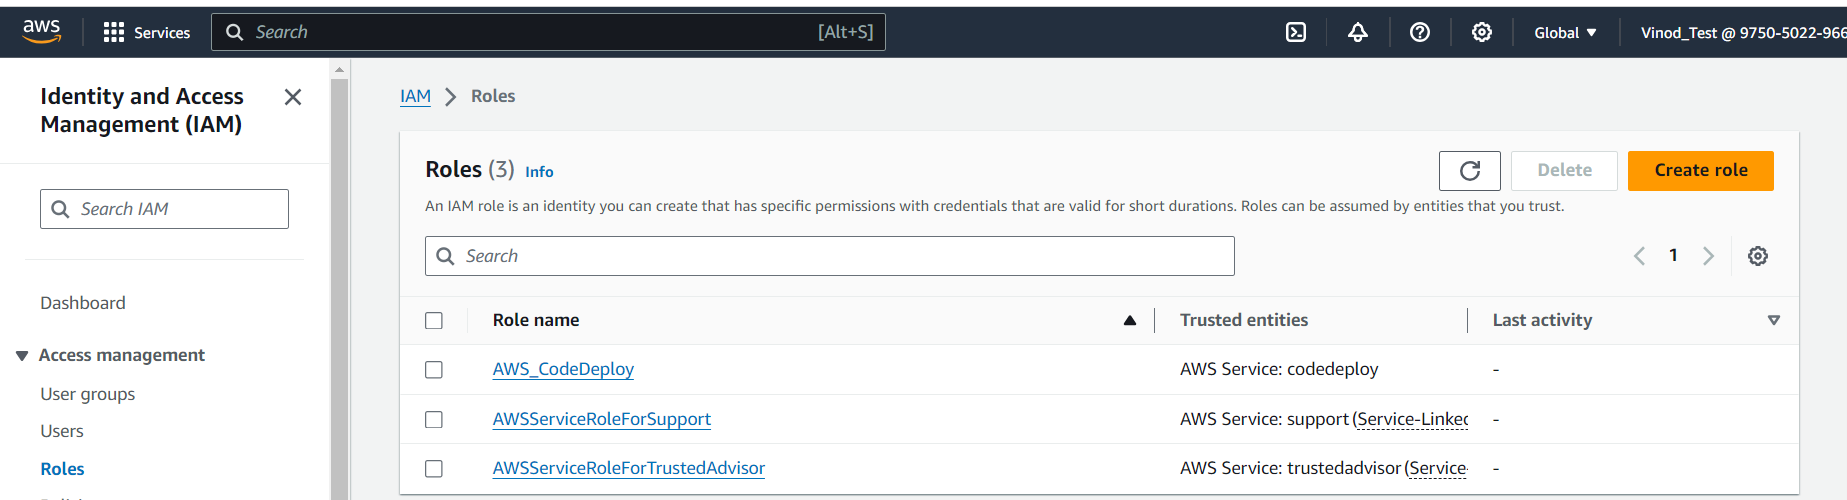 aws Services Search [Alt+S] Global Vinod_Test @ 9750-5022-966
Identity and Access
Management (IAM)
Search IAM
Dashboard
Access management
User groups
Users
Roles
IAM > Roles
Roles (3) Info
Delete
Create role
An IAM role is an identity you can create that has specific permissions with credentials that are valid for short durations. Roles can be assumed by entities that you trust.
Search
1
Role name Trusted entities Last activity
AWS_CodeDeploy AWS Service: codedeploy -
AWSServiceRoleForSupport AWS Service: support (Service-Linked -
AWSServiceRoleForTrustedAdvisor AWS Service: trustedadvisor (Service- -